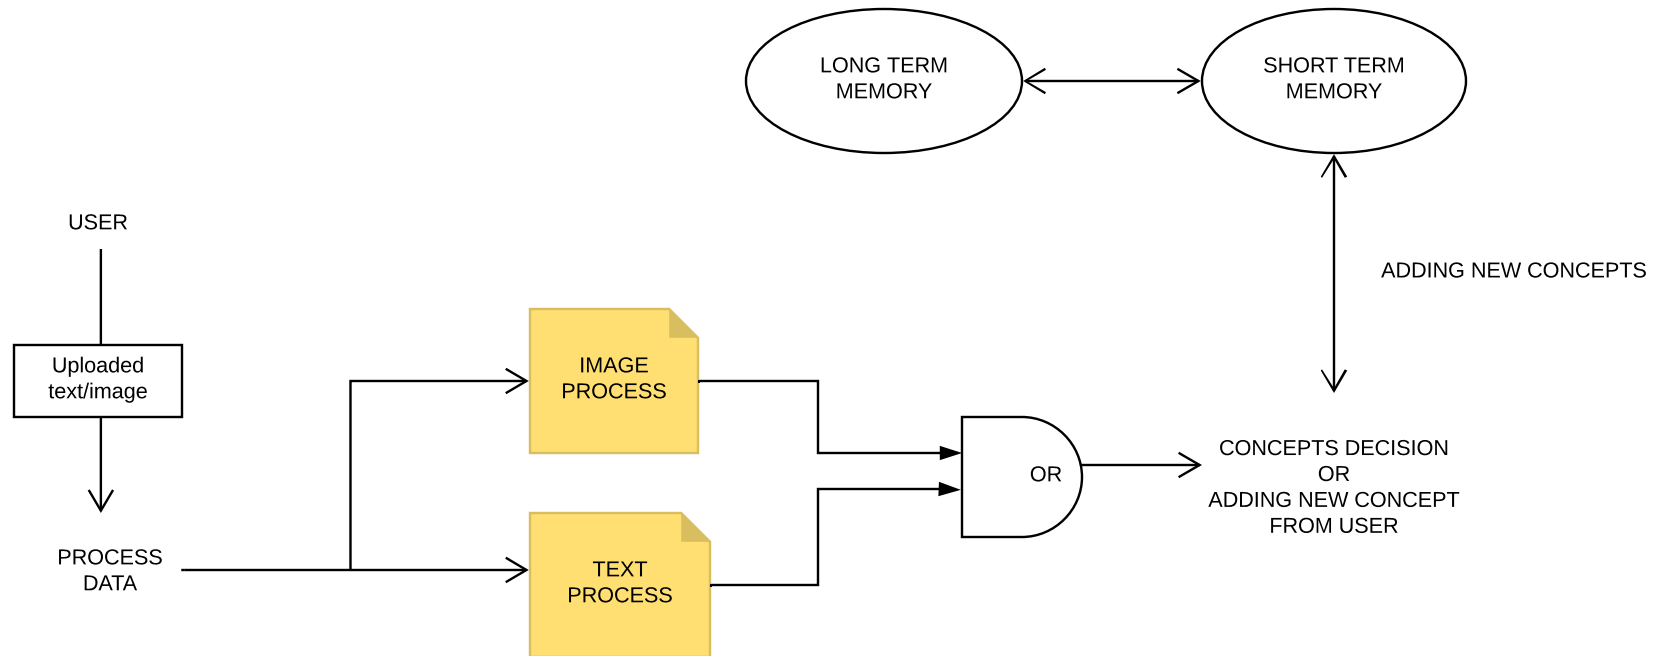 LONG TERM
MEMORY
SHORT TERM
MEMORY
USER
ADDING NEW CONCEPTS
Uploaded
text/image
IMAGE
PROCESS
OR
CONCEPTS DECISION
OR
ADDING NEW CONCEPT
FROM USER
PROCESS
DATA
TEXT
PROCESS